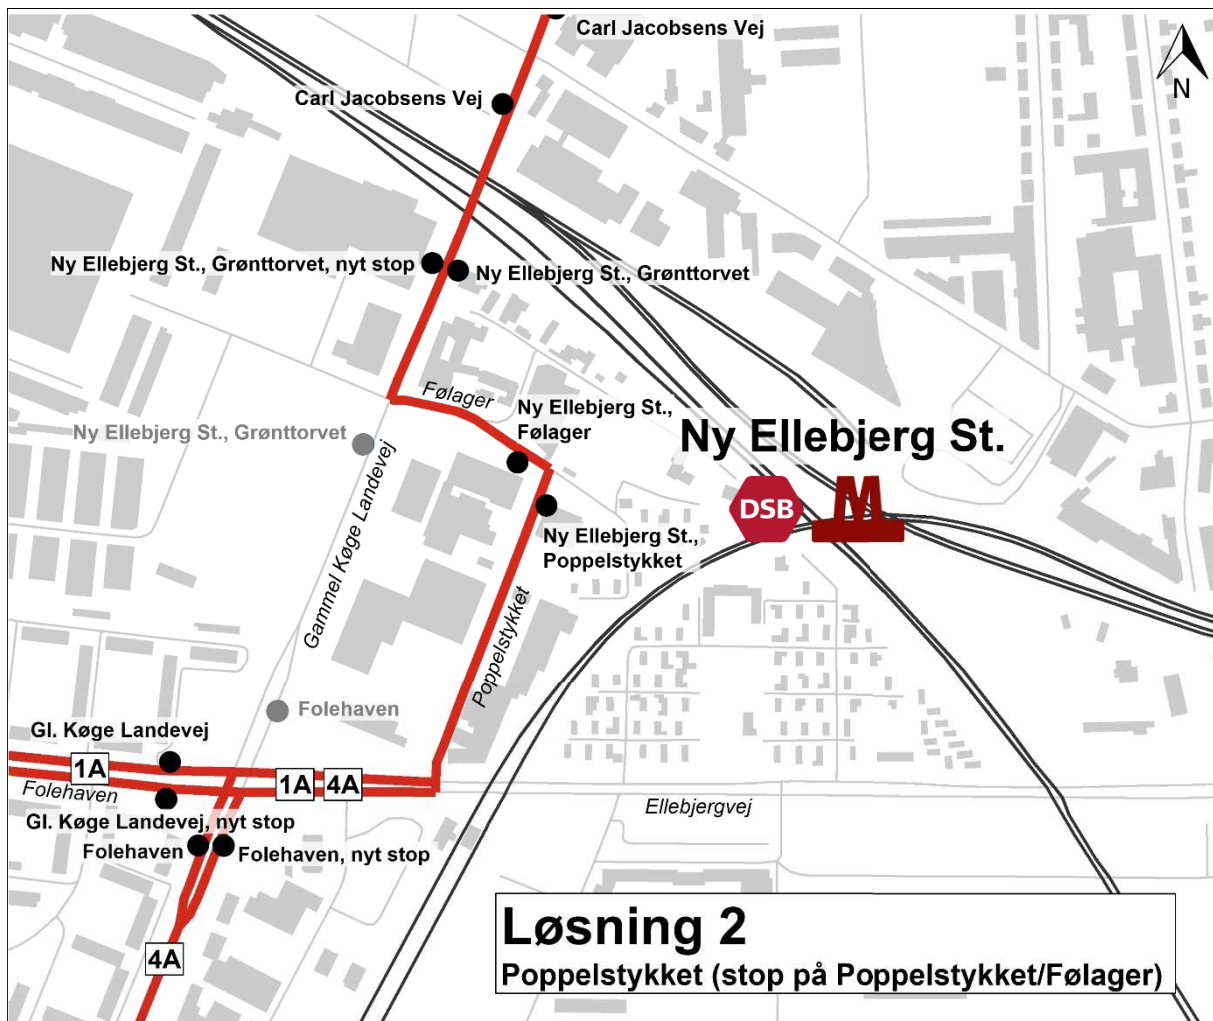 Carl Jacobsens Vej
N
Carl Jacobsens Vej
Ny Ellebjerg St., Grønttorvet, nyt stop
Ny Ellebjerg St., Grønttorvet
Følager
Ny Ellebjerg St.,
Følager
Ny Ellebjerg St., Grønttorvet
Ny Ellebjerg St.
DSB
M
Gammel Køge Landevej
Ny Ellebjerg St.,
Poppelstykket
Poppelstykket
Folehaven
Gl. Køge Landevej
1A
1A
4A
Folehaven
Ellebjergvej
Gl. Køge Landevej, nyt stop
Folehaven
Folehaven, nyt stop
4A
Løsning 2
Poppelstykket (stop på Poppelstykket/Følager)